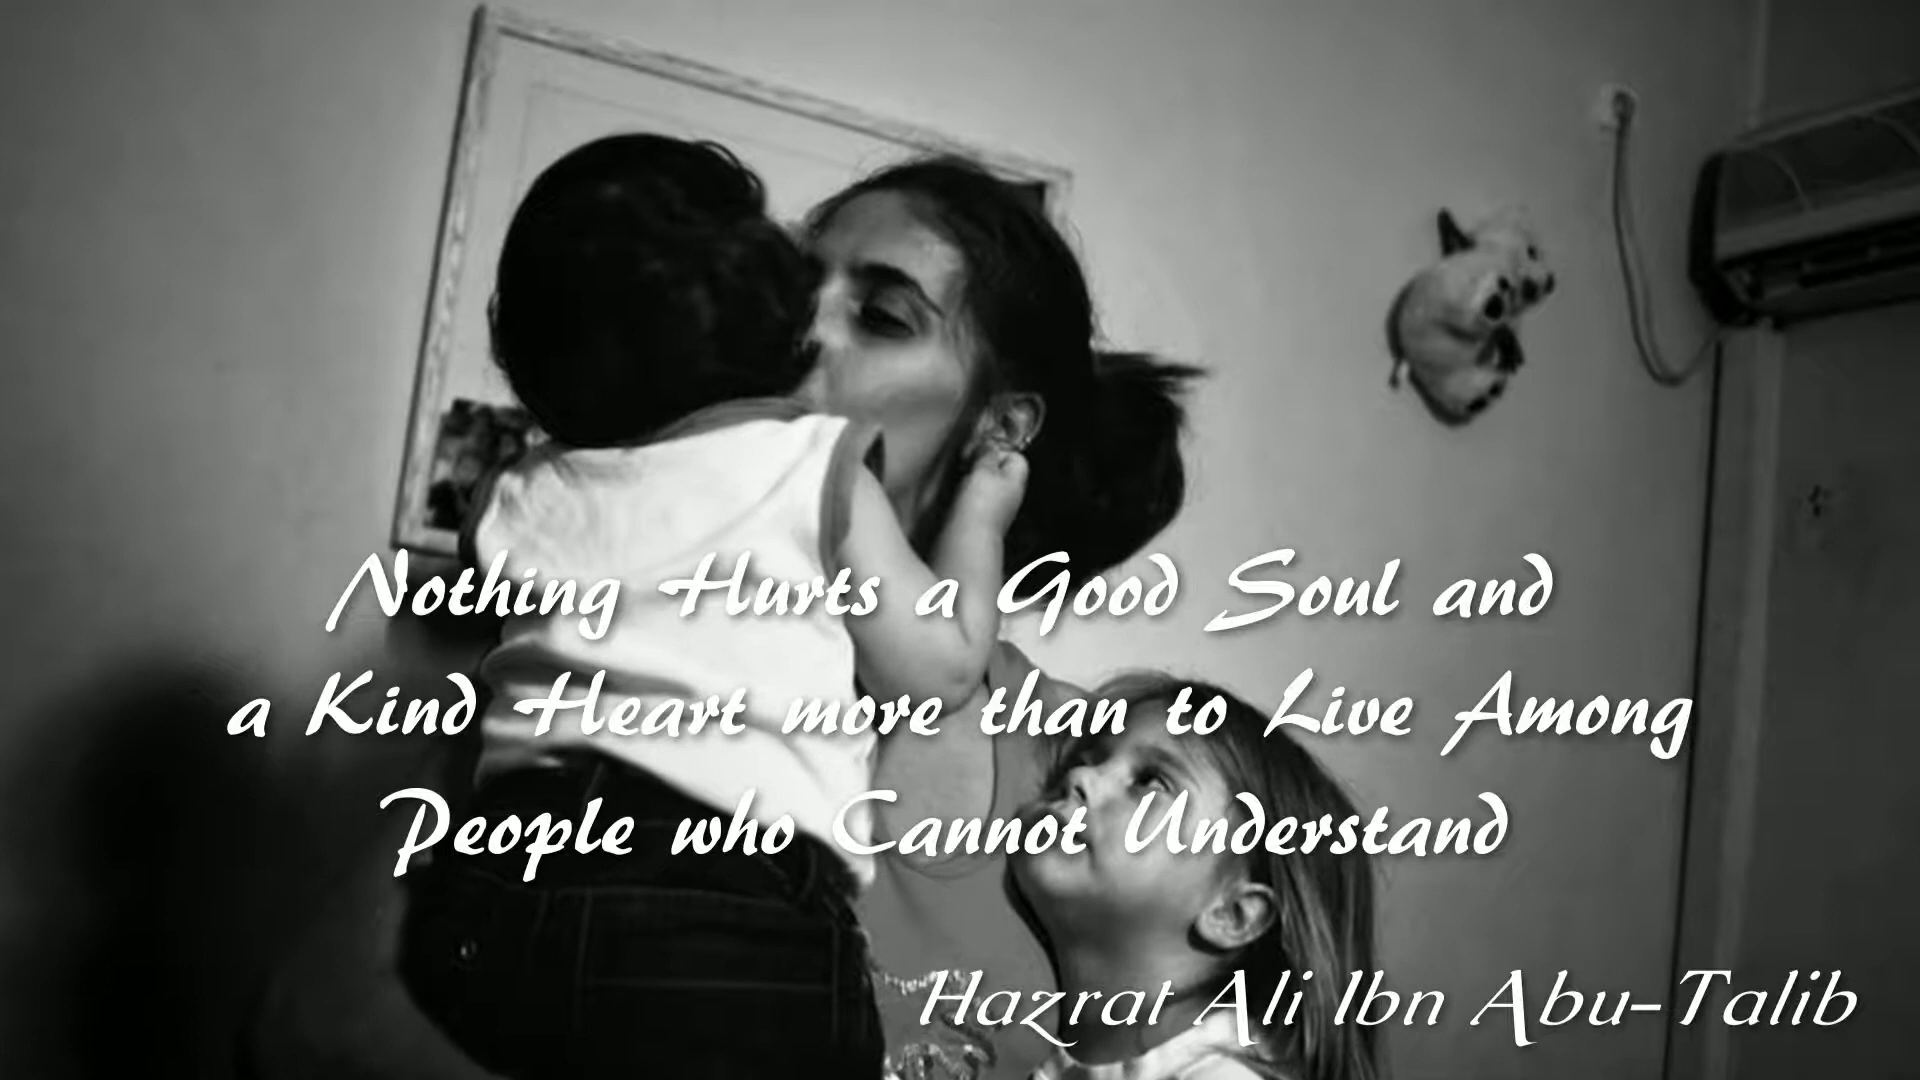 Nothing Hurts a Good Soul and
a Kind Heart more than to Live Among
People who Cannot Understand
Hazrat Ali Ibn Abu-Talib